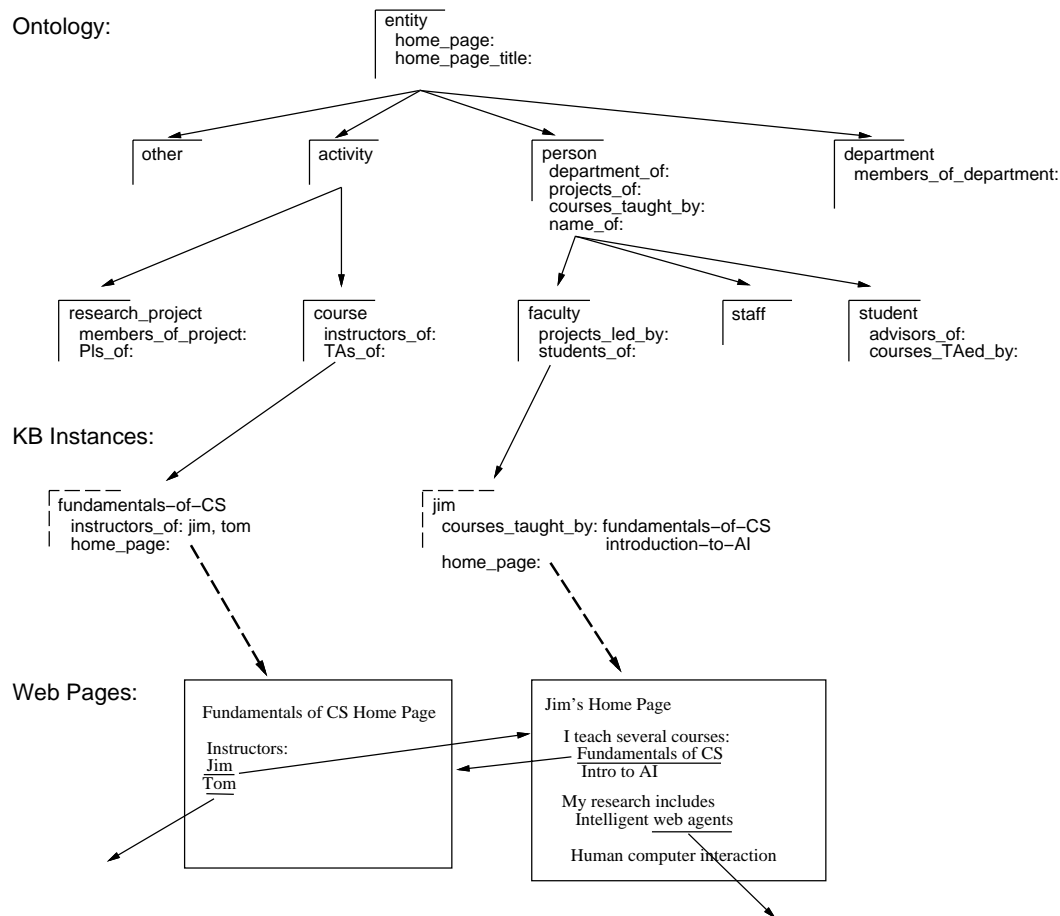 Ontology:
entity
home_page:
home_page_title:
other
activity
person
department_of:
projects_of:
courses_taught_by:
name_of:
department
members_of_department:
research_project
members_of_project:
PIs_of:
course
instructors_of:
TAs_of:
faculty
projects_led_by:
students_of:
staff
student
advisors_of:
courses_TAed_by:
KB Instances:
fundamentals−of−CS
instructors_of: jim, tom
home_page:
jim
courses_taught_by: fundamentals−of−CS
introduction−to−AI
home_page:
Web Pages:
Fundamentals of CS Home Page
Instructors:
Jim
Tom
Jim's Home Page
I teach several courses:
Fundamentals of CS
Intro to AI
My research includes
Intelligent web agents
Human computer interaction